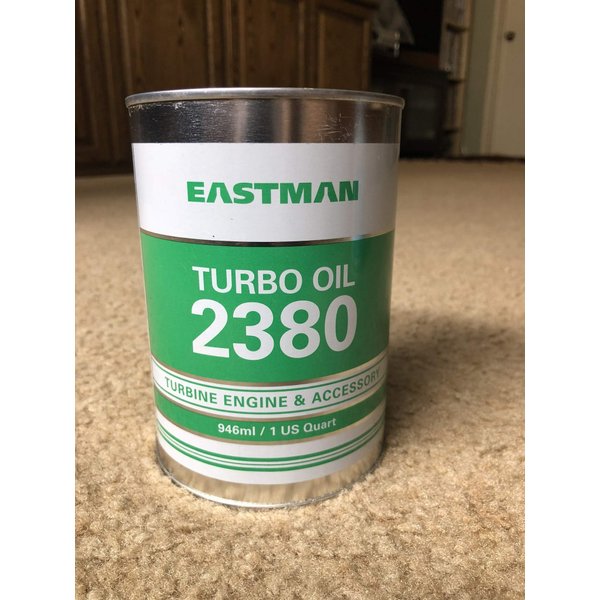 EASTMAN
TURBO OIL
2380
TURBINE ENGINE & ACCESSORY
946ml / 1 US Quart